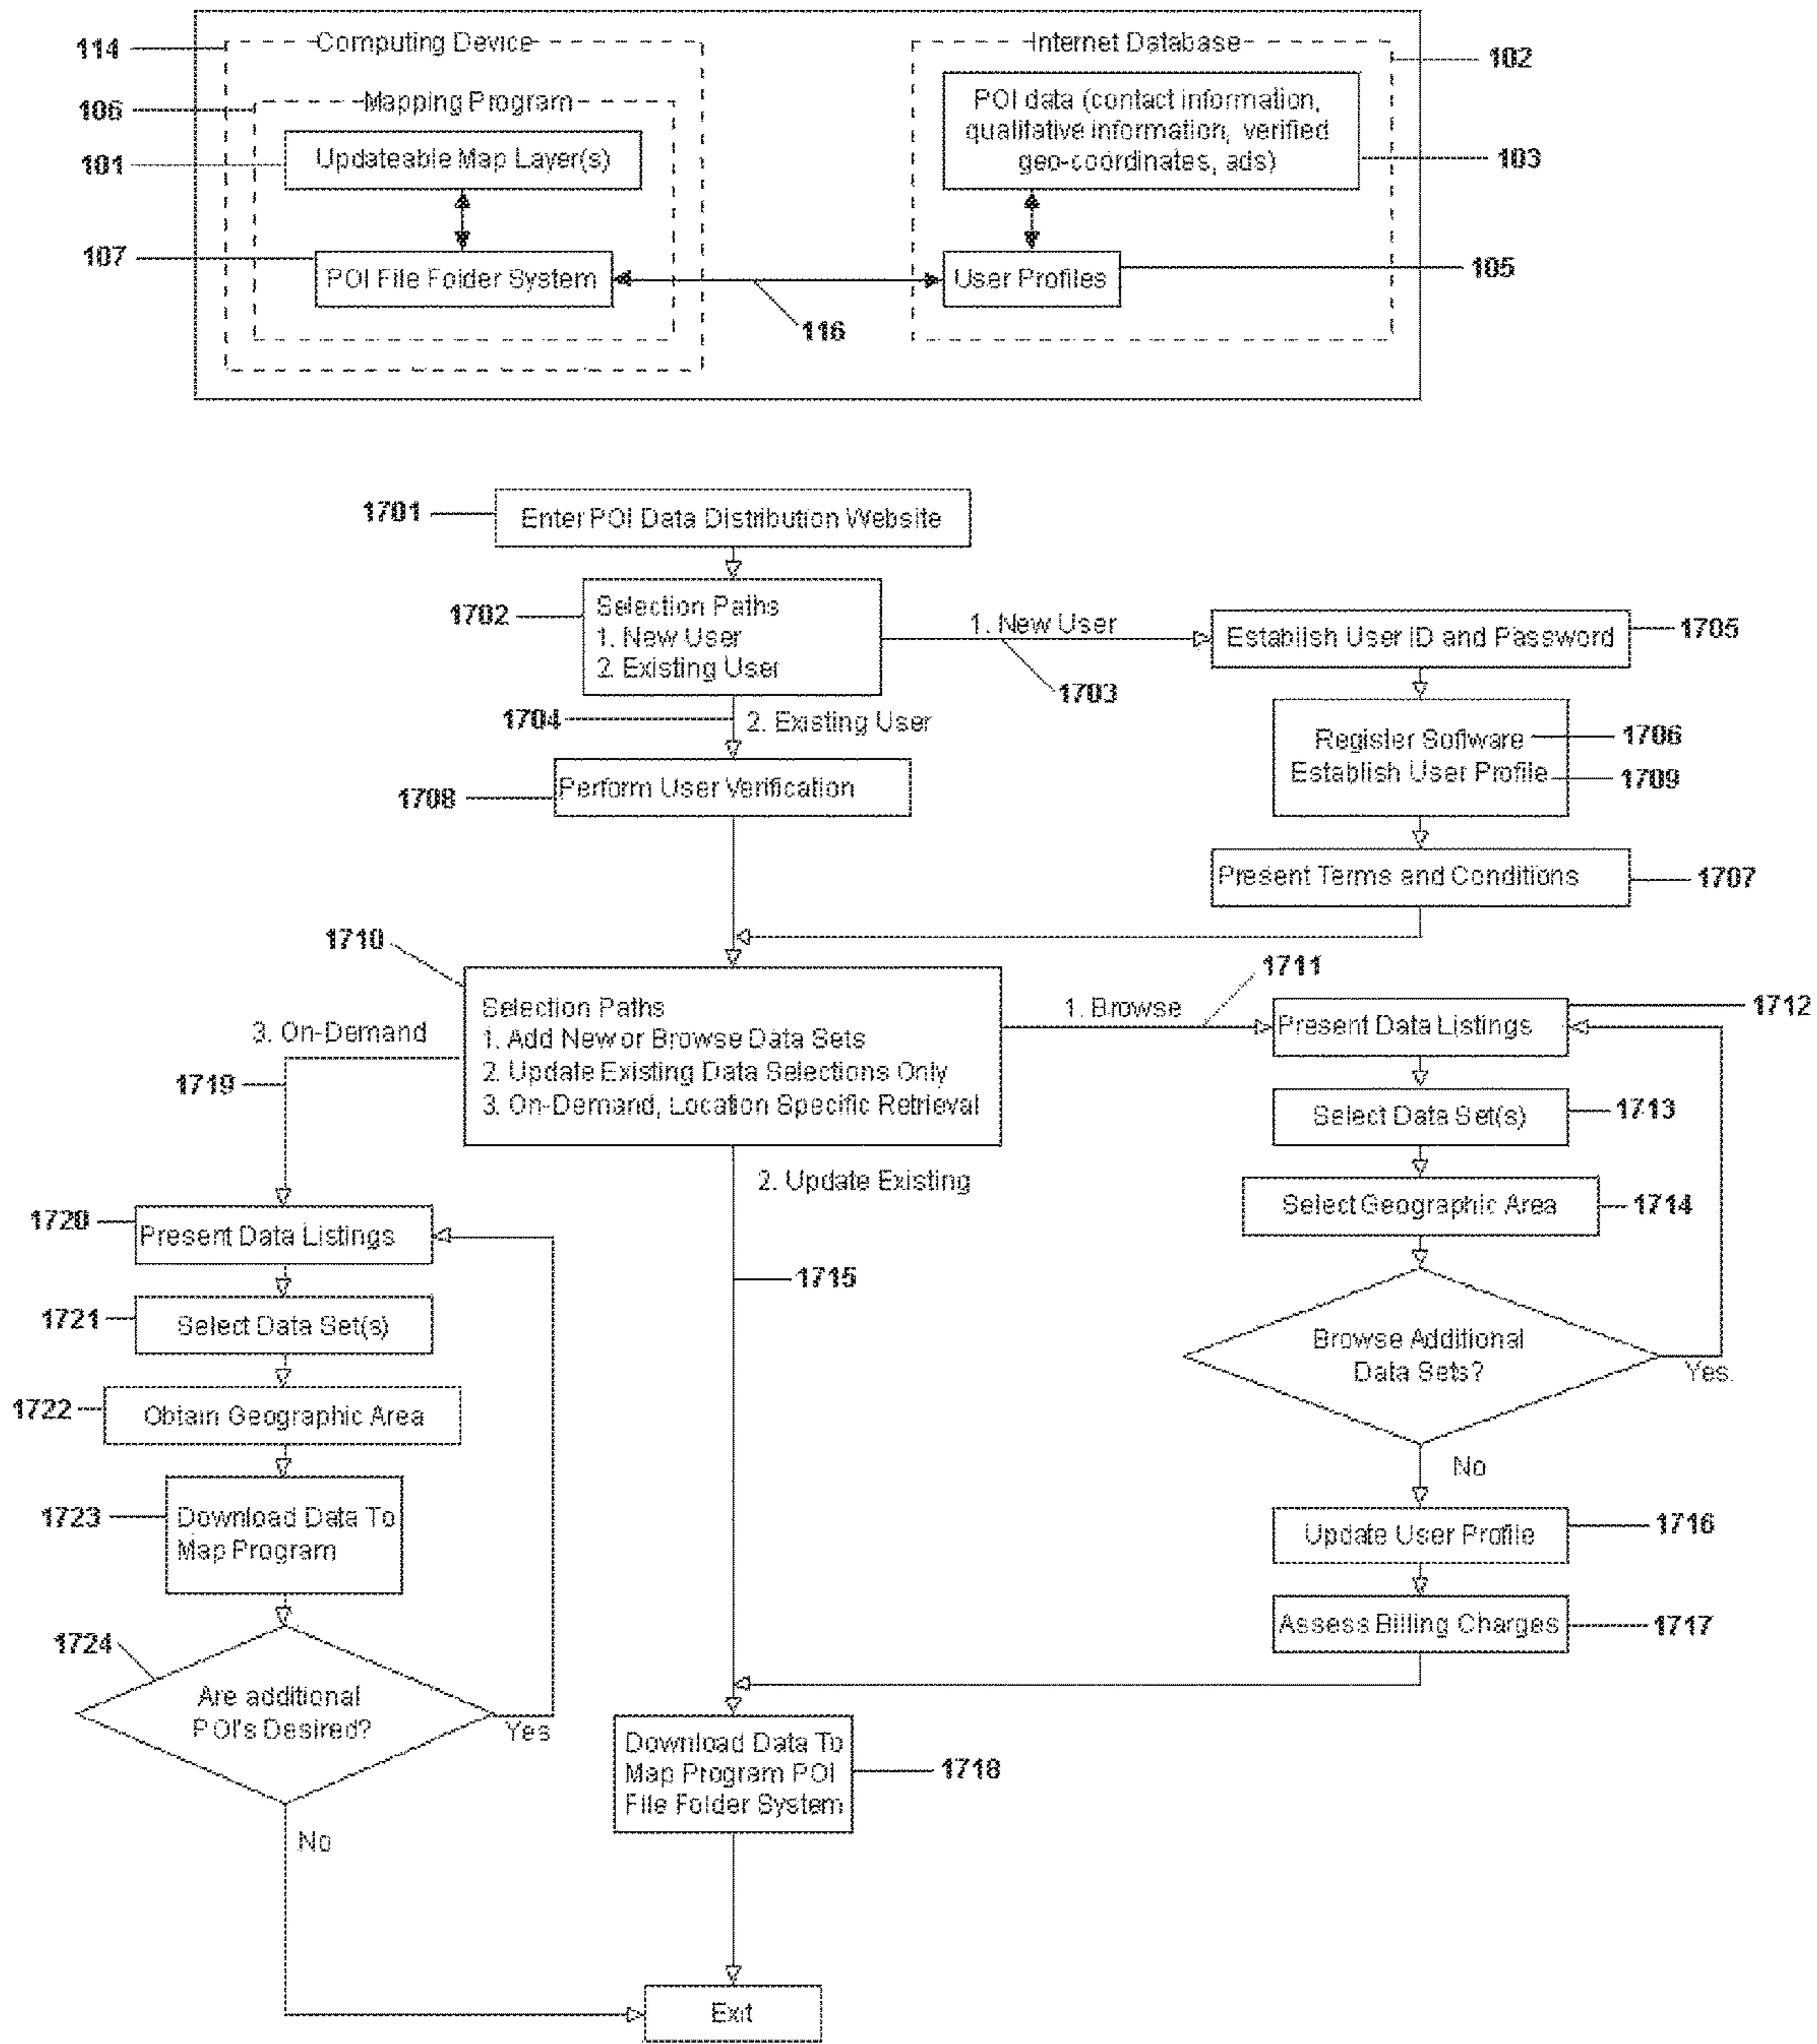 Computing Device
114
Mapping Program
106
Updateable Map Layer(s)
101
107
POI File Folder System
116
Internet Database
102
POI data (contact information,
qualitative information, verified
geo-coordinates, ads)
103
User Profiles
105
1701
Enter POI Data Distribution Website
1702
Selection Paths
1. New User
2. Existing User
1. New User
1703
Establish User ID and Password
1705
1704
2. Existing User
Register Software
1706
Establish User Profile
1709
1708
Perform User Verification
Present Terms and Conditions
1707
1710
Selection Paths
1. Add New or Browse Data Sets
2. Update Existing Data Selections Only
3. On-Demand, Location Specific Retrieval
1711
1. Browse
Present Data Listings
1712
3. On-Demand
1719
Select Data Set(s)
1713
2. Update Existing
Select Geographic Area
1714
1720
Present Data Listings
1715
1721
Select Data Set(s)
Browse Additional
Data Sets?
Yes.
1722
Obtain Geographic Area
No
1723
Download Data To
Map Program
Update User Profile
1716
Assess Billing Charges
1717
1724
Are additional
POI's Desired?
Yes
Download Data To
Map Program POI
File Folder System
1718
No
Exit